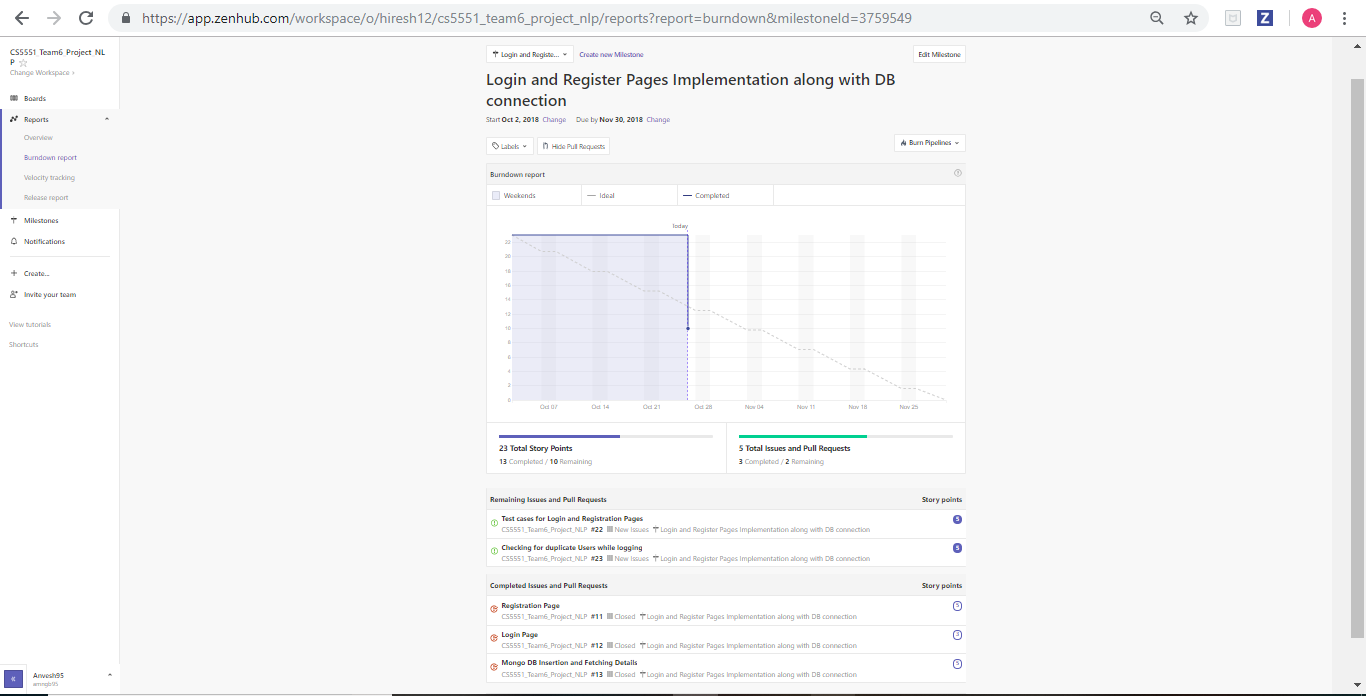 https://app.zenhub.com/workspace/o/hiresh12/cs5551_team6_project_nlp/reports?report=burndown&milestoneId=3759549
Z
A
CS5551_Team6_Project_NL
P
Change Workspace ›
Boards
Reports
Overview
Burndown report
Velocity tracking
Release report
Milestones
Notifications
Create...
Invite your team
View tutorials
Shortcuts
«
Anvesh95
Login and Registe...
Create new Milestone
Edit Milestone
Login and Register Pages Implementation along with DB
connection
Start Oct 2, 2018 Change Due by Nov 30, 2018 Change
Labels
Hide Pull Requests
Burn Pipelines
Burndown report
Weekends
Ideal
Completed
Today
22
20
18
16
14
12
10
8
6
4
2
0
Oct 07
Oct 14
Oct 21
Oct 28
Nov 04
Nov 11
Nov 18
Nov 25
23 Total Story Points
13 Completed / 10 Remaining
5 Total Issues and Pull Requests
3 Completed / 2 Remaining
Remaining Issues and Pull Requests Story points
Test cases for Login and Registration Pages 5
CS5551_Team6_Project_NLP #22 New Issues Login and Register Pages Implementation along with DB connection
Checking for duplicate Users while logging 5
CS5551_Team6_Project_NLP #23 New Issues Login and Register Pages Implementation along with DB connection
Completed Issues and Pull Requests Story points
Registration Page 5
CS5551_Team6_Project_NLP #11 Closed Login and Register Pages Implementation along with DB connection
Login Page 3
CS5551_Team6_Project_NLP #12 Closed Login and Register Pages Implementation along with DB connection
Mongo DB Insertion and Fetching Details 5
CS5551_Team6_Project_NLP #13 Closed Login and Register Pages Implementation along with DB connection